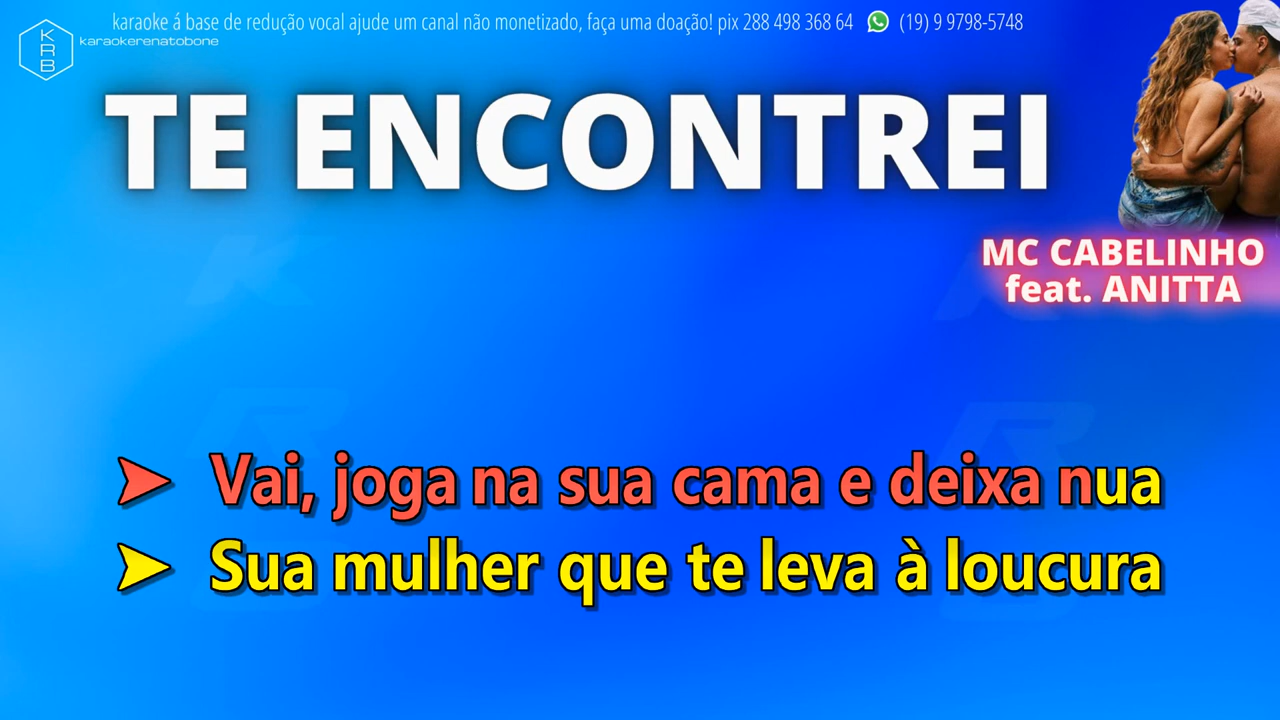 karaoke á base de redução vocal ajude um canal não monetizado, faça uma doação! pix 288 498 368 64 (19) 9 9798-5748
KRB
karaokerenatobone
TE ENCONTREI
MC CABELINHO
feat. ANITTA
Vai, joga na sua cama e deixa nua
Sua mulher que te leva à loucura